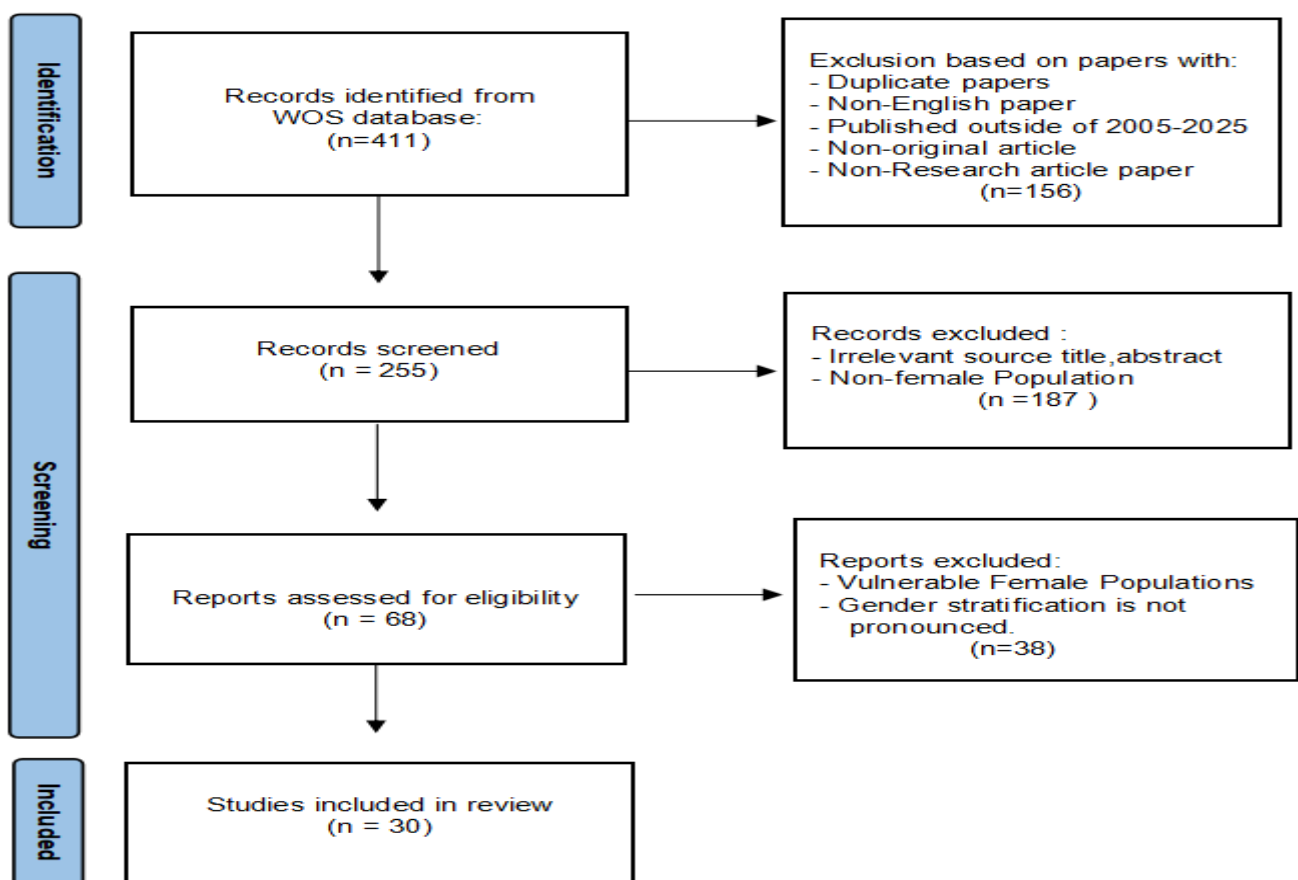 Identification
Records identified from
WOS database:
(n=411)
Exclusion based on papers with:
- Duplicate papers
- Non-English paper
- Published outside of 2005-2025
- Non-original article
- Non-Research article paper
(n=156)
Screening
Records screened
(n = 255)
Records excluded :
- Irrelevant source title,abstract
- Non-female Population
(n =187 )
Reports assessed for eligibility
(n = 68)
Reports excluded:
- Vulnerable Female Populations
- Gender stratification is not
pronounced.
(n=38)
Included
Studies included in review
(n = 30)